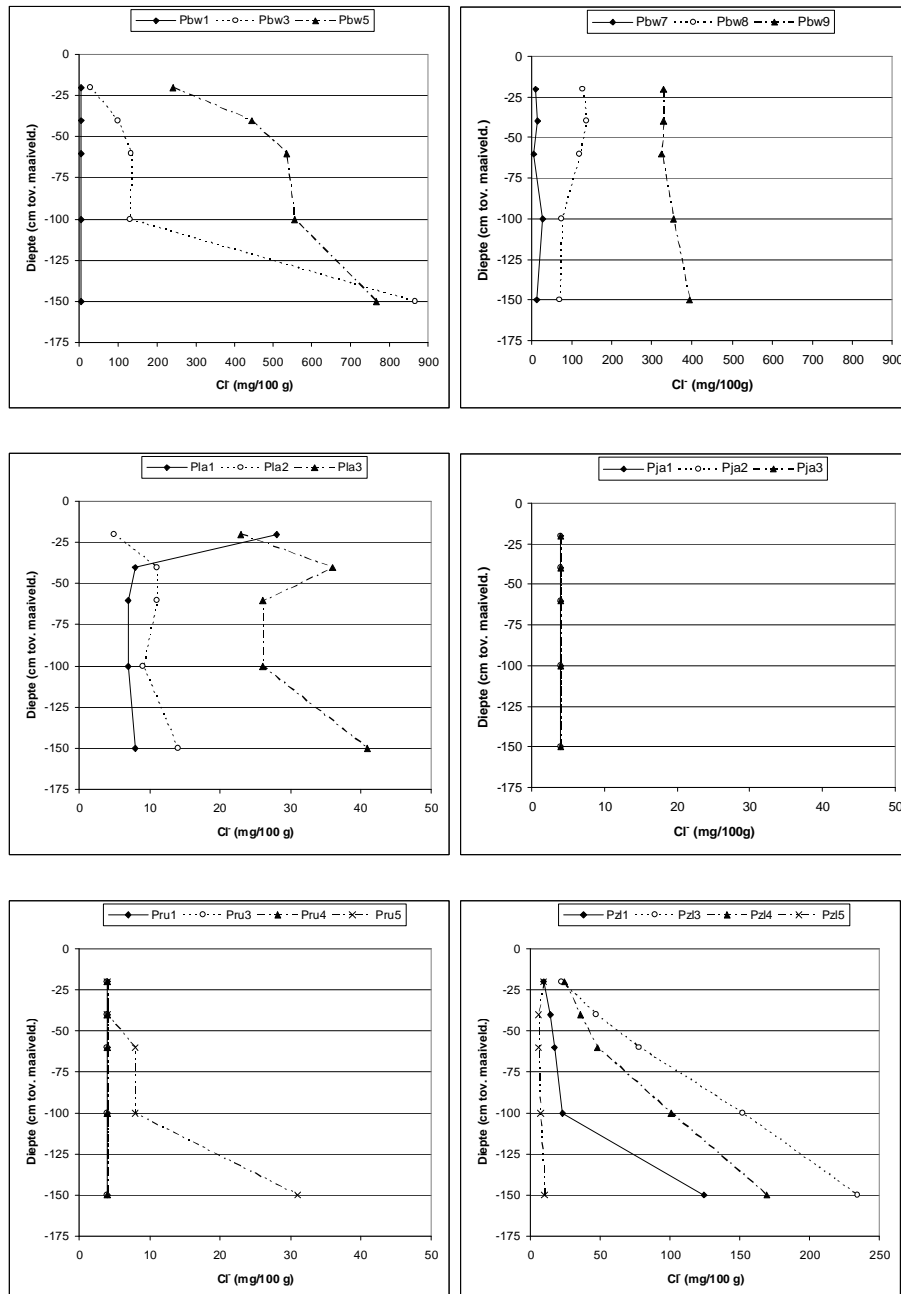 Pbw1 Pbw3 Pbw5
0
-25
-50
-75
-100
-125
-150
-175
0 100 200 300 400 500 600 700 800 900
Diepte (cm tov. maaiveld.)
Cl⁻ (mg/100 g)
Pbw7 Pbw8 Pbw9
0
-25
-50
-75
-100
-125
-150
-175
0 100 200 300 400 500 600 700 800 900
Diepte (cm tov. maaiveld.)
Cl⁻ (mg/100g)
Pla1 Pla2 Pla3
0
-25
-50
-75
-100
-125
-150
-175
0 10 20 30 40 50
Diepte (cm tov. maaiveld.)
Cl⁻ (mg/100 g)
Pja1 Pja2 Pja3
0
-25
-50
-75
-100
-125
-150
-175
0 10 20 30 40 50
Diepte (cm tov. maaiveld.)
Cl⁻ (mg/100g)
Pru1 Pru3 Pru4 Pru5
0
-25
-50
-75
-100
-125
-150
-175
0 10 20 30 40 50
Diepte (cm tov. maaiveld.)
Cl⁻ (mg/100 g)
Pzl1 Pzl3 Pzl4 Pzl5
0
-25
-50
-75
-100
-125
-150
-175
0 50 100 150 200 250
Diepte (cm tov. maaiveld.)
Cl⁻ (mg/100 g)